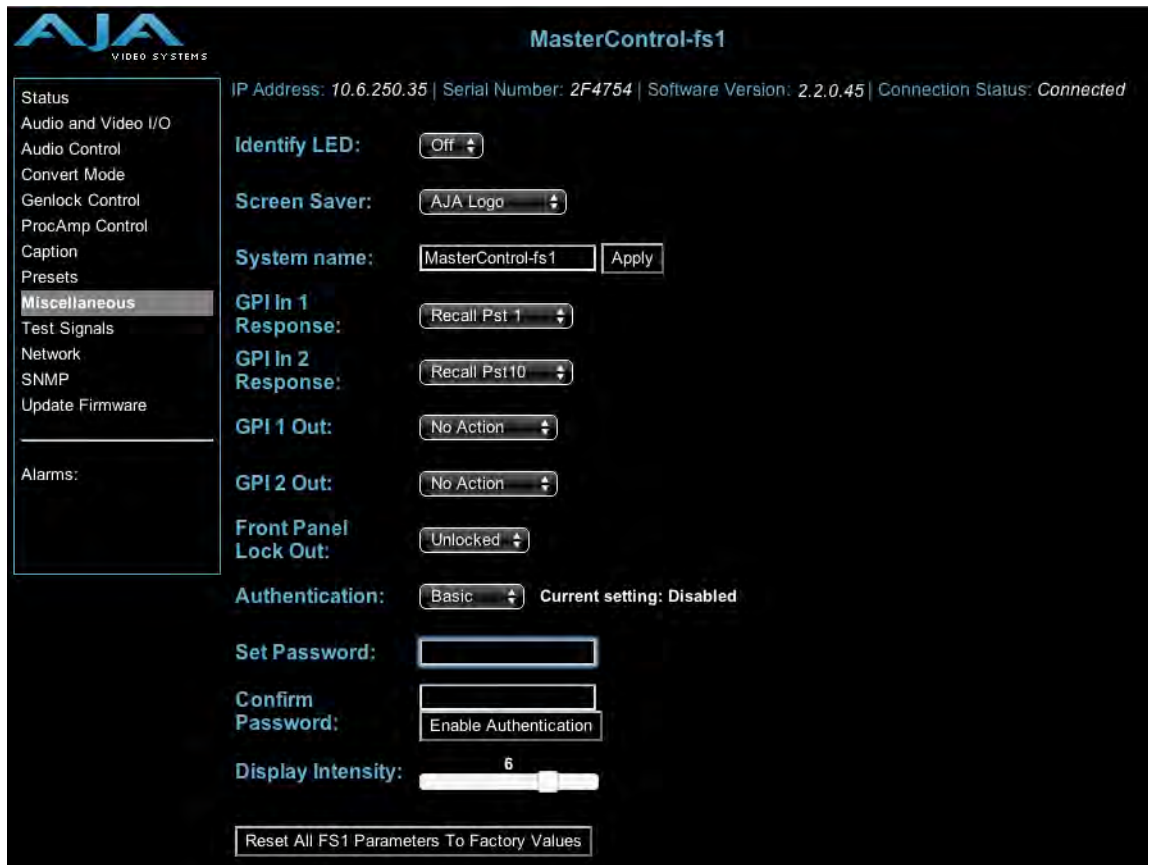 AJA
VIDEO SYSTEMS
MasterControl-fs1
IP Address: 10.6.250.35 | Serial Number: 2F4754 | Software Version: 2.2.0.45 | Connection Status: Connected
Status
Audio and Video I/O
Audio Control
Convert Mode
Genlock Control
ProcAmp Control
Caption
Presets
Miscellaneous
Test Signals
Network
SNMP
Update Firmware
Alarms:
Identify LED: Off
Screen Saver: AJA Logo
System name: MasterControl-fs1 Apply
GPI In 1
Response: Recall Pst 1
GPI In 2
Response: Recall Pst10
GPI 1 Out: No Action
GPI 2 Out: No Action
Front Panel
Lock Out: Unlocked
Authentication: Basic Current setting: Disabled
Set Password:
Confirm
Password: Enable Authentication
6
Display Intensity:
Reset All FS1 Parameters To Factory Values